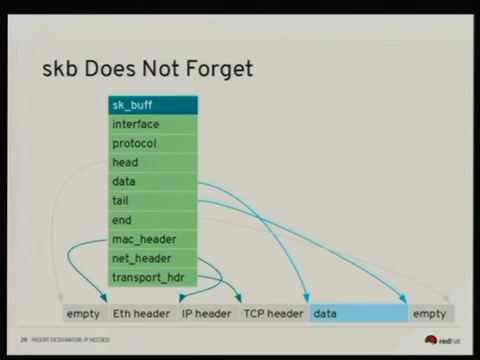 skb Does Not Forget
sk_buff
interface
protocol
head
data
tail
end
mac_header
net_header
transport_hdr
empty
Eth header
IP header
TCP header
data
empty
29 INSERT DESIGNATOR, IF NEEDED
redhat